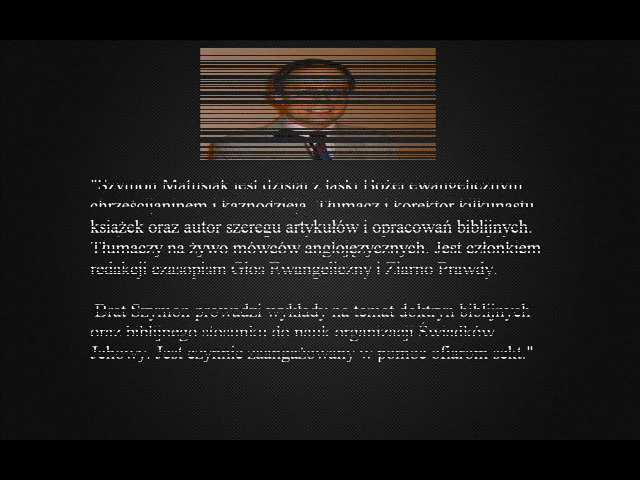 "Szymon Matusiak jest dzisiaj z łaski Bożej ewangelicznym
chrześcijaninem i kaznodzieją. Tłumacz i korektor kilkunastu
książek oraz autor szeregu artykułów i opracowań biblijnych.
Tłumaczy na żywo mówców anglojęzycznych. Jest członkiem
redakcji czasopism Głos Ewangeliczny i Ziarno Prawdy.
Brat Szymon prowadzi wykłady na temat doktryn biblijnych
oraz biblijnego stosunku do nauk organizacji Świadków
Jehowy. Jest czynnie zaangażowany w pomoc ofiarom sekt."